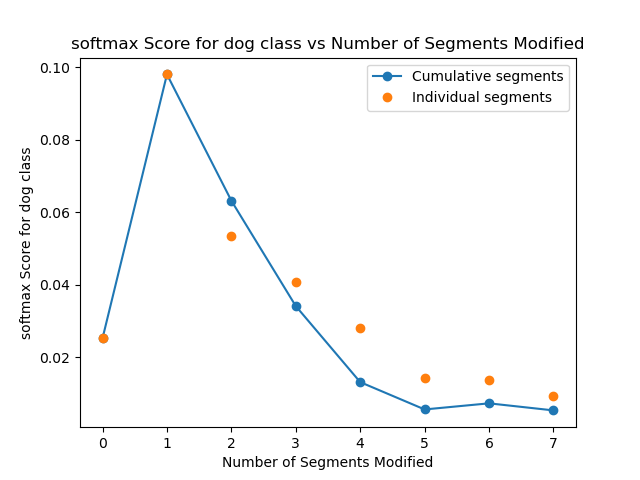 softmax Score for dog class vs Number of Segments Modified
Cumulative segments
Individual segments
softmax Score for dog class
0.10
0.08
0.06
0.04
0.02
0 1 2 3 4 5 6 7
Number of Segments Modified